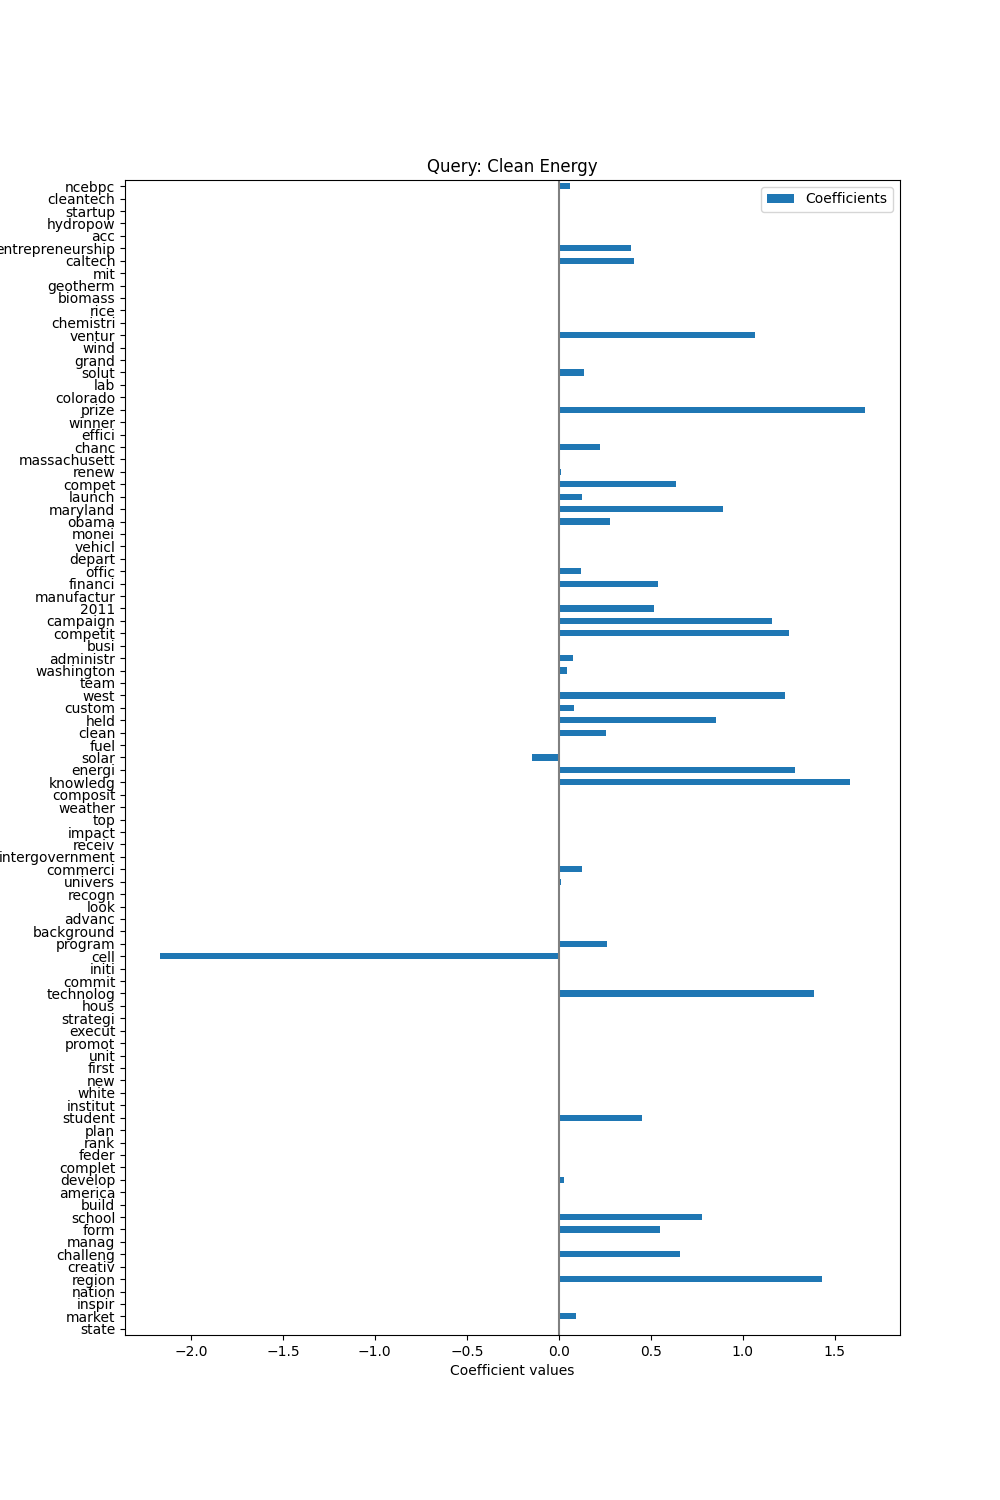 Query: Clean Energy
Coefficients
ncebpc
cleantech
startup
hydropow
acc
entrepreneurship
caltech
mit
geotherm
biomass
rice
chemistri
ventur
wind
grand
solut
lab
colorado
prize
winner
effici
chanc
massachusett
renew
compet
launch
maryland
obama
monei
vehicl
depart
offic
financi
manufactur
2011
campaign
competit
busi
administr
washington
team
west
custom
held
clean
fuel
solar
energi
knowledg
composit
weather
top
impact
receiv
intergovernment
commerci
univers
recogn
look
advanc
background
program
cell
initi
commit
technolog
hous
strategi
execut
promot
unit
first
new
white
institut
student
plan
rank
feder
complet
develop
america
build
school
form
manag
challeng
creativ
region
nation
inspir
market
state
−2.0 −1.5 −1.0 −0.5 0.0 0.5 1.0 1.5
Coefficient values